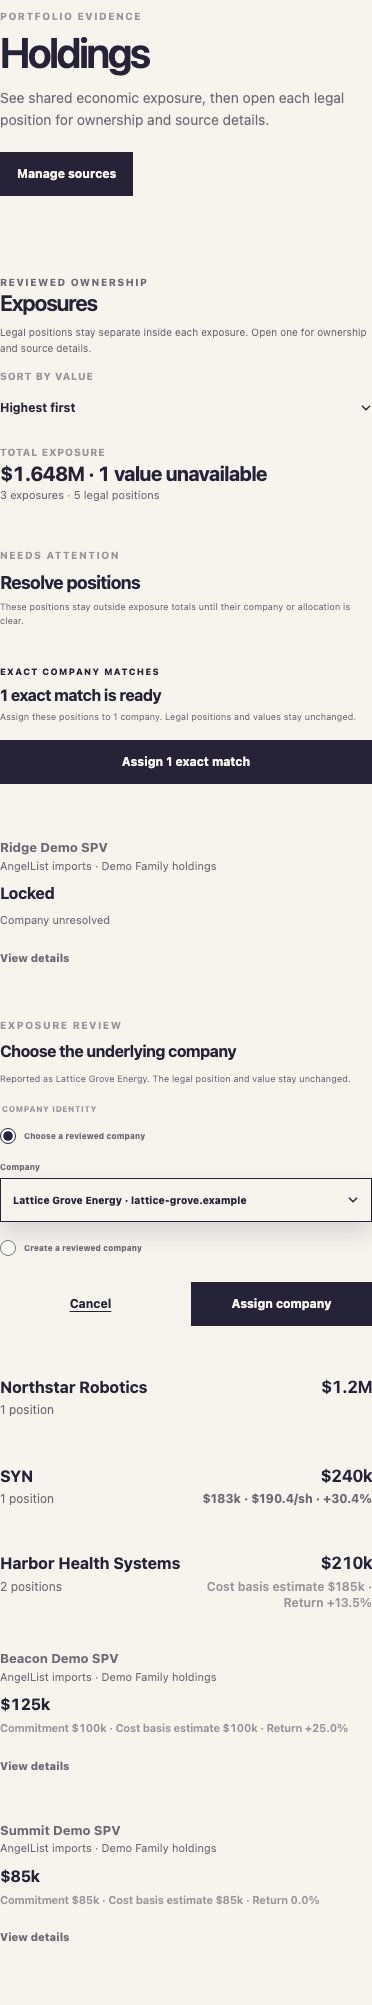 PORTFOLIO EVIDENCE
Holdings
See shared economic exposure, then open each legal
position for ownership and source details.
Manage sources
REVIEWED OWNERSHIP
Exposures
Legal positions stay separate inside each exposure. Open one for ownership
and source details.
SORT BY VALUE
Highest first
TOTAL EXPOSURE
$1.648M · 1 value unavailable
3 exposures · 5 legal positions
NEEDS ATTENTION
Resolve positions
These positions stay outside exposure totals until their company or allocation is
clear.
EXACT COMPANY MATCHES
1 exact match is ready
Assign these positions to 1 company. Legal positions and values stay unchanged.
Assign 1 exact match
Ridge Demo SPV
AngelList imports · Demo Family holdings
Locked
Company unresolved
View details
EXPOSURE REVIEW
Choose the underlying company
Reported as Lattice Grove Energy. The legal position and value stay unchanged.
COMPANY IDENTITY
Choose a reviewed company
Company
Lattice Grove Energy · lattice-grove.example
Create a reviewed company
Cancel
Assign company
Northstar Robotics $1.2M
1 position
SYN $240k
1 position $183k · $190.4/sh · +30.4%
Harbor Health Systems $210k
2 positions Cost basis estimate $185k ·
Return +13.5%
Beacon Demo SPV
AngelList imports · Demo Family holdings
$125k
Commitment $100k · Cost basis estimate $100k · Return +25.0%
View details
Summit Demo SPV
AngelList imports · Demo Family holdings
$85k
Commitment $85k · Cost basis estimate $85k · Return 0.0%
View details